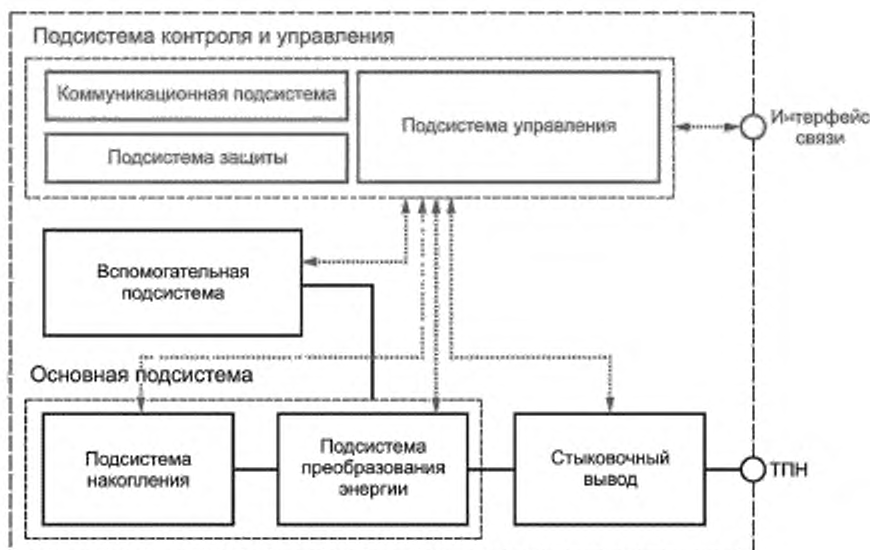 Подсистема контроля и управления
Коммуникационная подсистема
Подсистема защиты
Подсистема управления
Интерфейс
связи
Вспомогательная
подсистема
Основная подсистема
Подсистема
накопления
Подсистема
преобразования
энергии
Стыковочный
вывод
ТПН